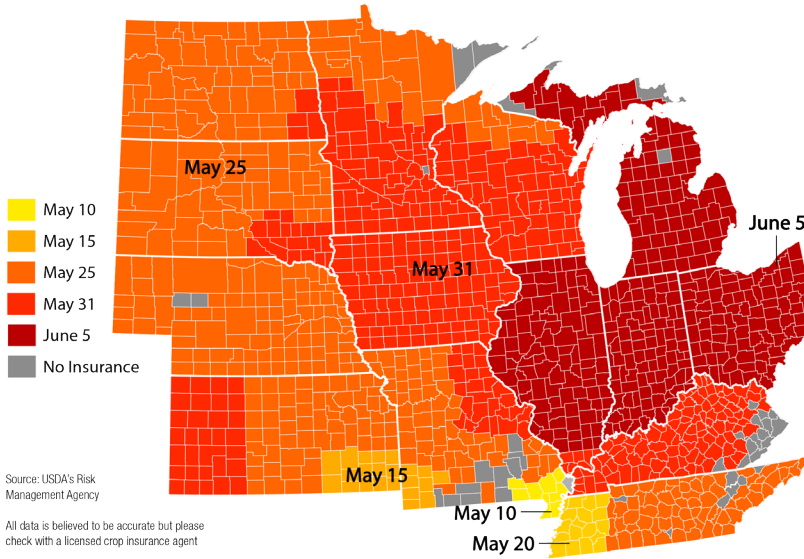 May 25
June 5
May 10
May 15
May 25
May 31
June 5
No Insurance
May 31
May 15
Source: USDA's Risk
Management Agency
All data is believed to be accurate but please
check with a licensed crop insurance agent
May 10
May 20